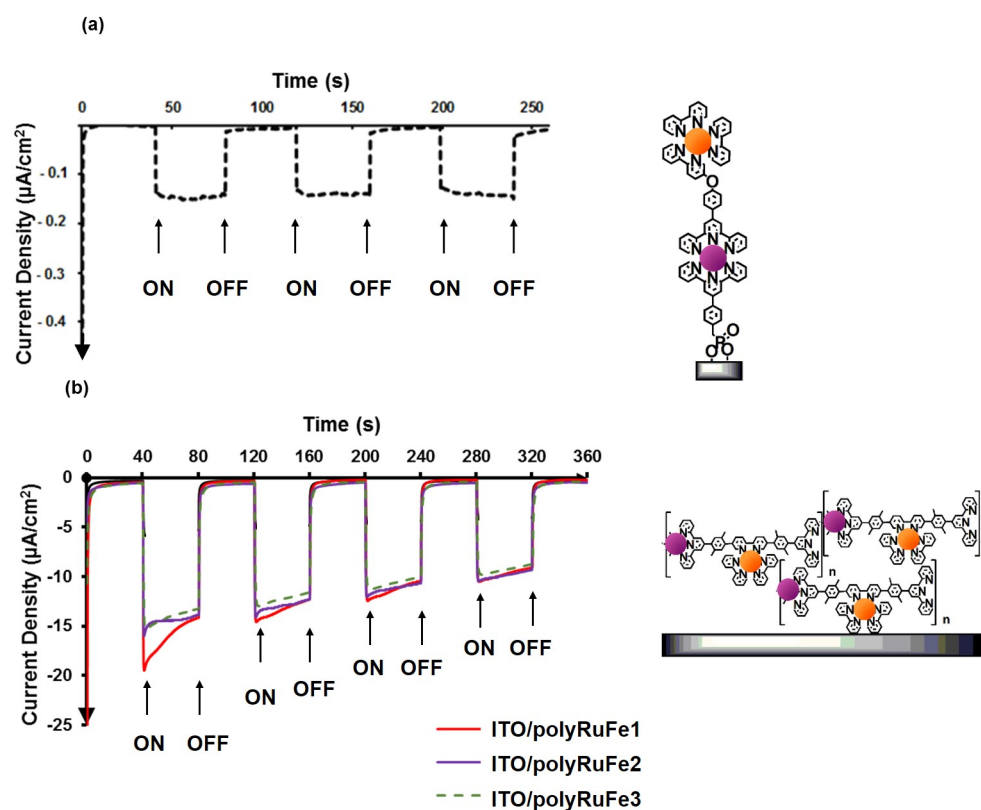 (a)
Time (s)
0 50 100 150 200 250
- 0.1
- 0.2
- 0.3
- 0.4
Current Density (µA/cm²)
ON OFF ON OFF ON OFF
N N N
N N N
O
N N N
N N N
P O
O O
(b)
Time (s)
0 40 80 120 160 200 240 280 320 360
0
-5
-10
-15
-20
-25
Current Density (µA/cm²)
ON OFF ON OFF ON OFF ON OFF
n
n
ITO/polyRuFe1
ITO/polyRuFe2
ITO/polyRuFe3